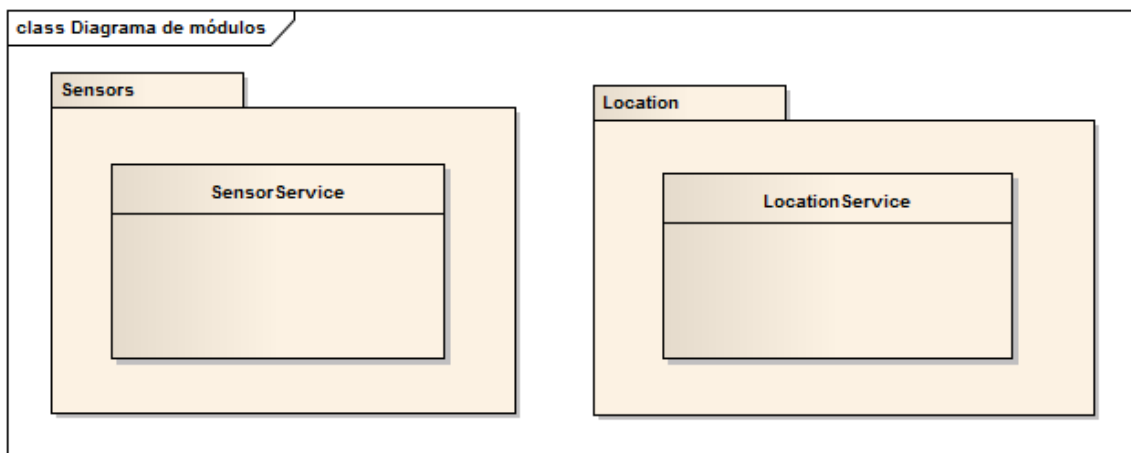 class Diagrama de módulos
Sensors
Location
SensorService
LocationService